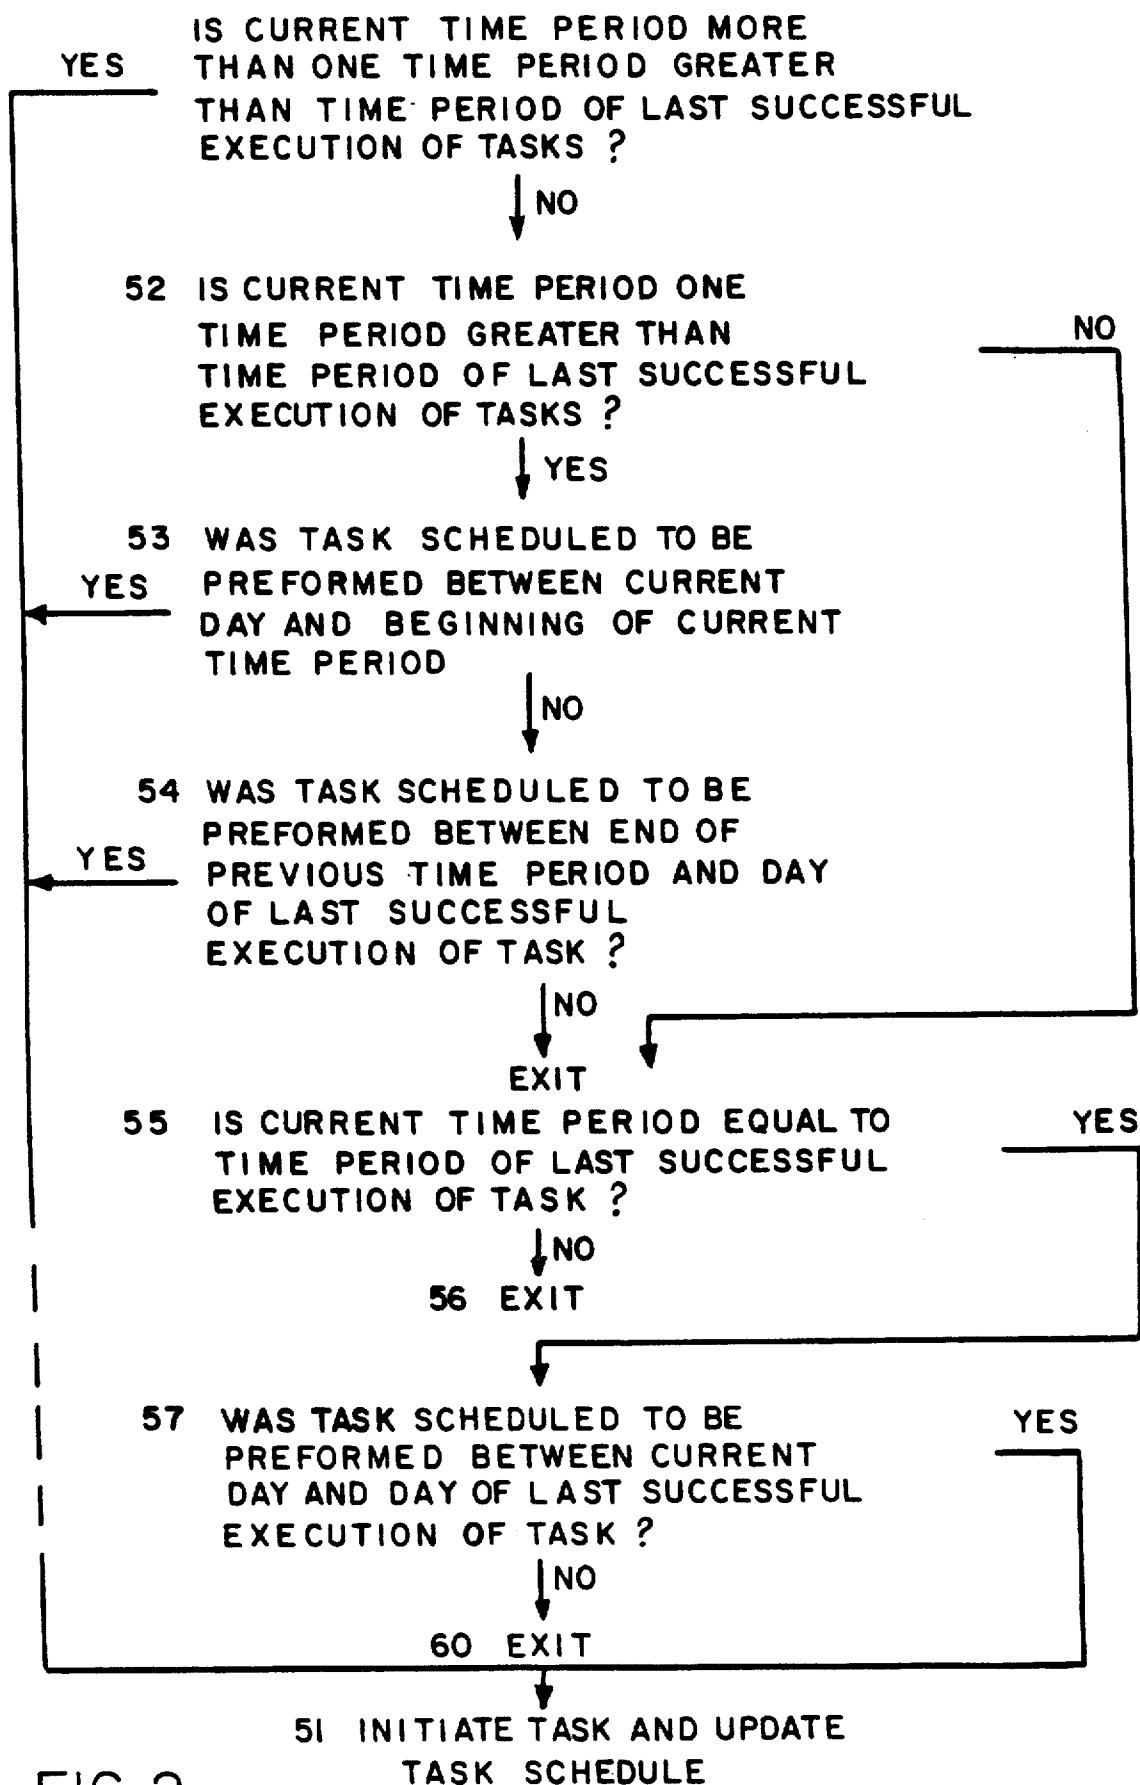 IS CURRENT TIME PERIOD MORE
YES THAN ONE TIME PERIOD GREATER
THAN TIME PERIOD OF LAST SUCCESSFUL
EXECUTION OF TASKS ?
NO
52 IS CURRENT TIME PERIOD ONE
TIME PERIOD GREATER THAN NO
TIME PERIOD OF LAST SUCCESSFUL
EXECUTION OF TASKS ?
YES
53 WAS TASK SCHEDULED TO BE
YES PREFORMED BETWEEN CURRENT
DAY AND BEGINNING OF CURRENT
TIME PERIOD
NO
54 WAS TASK SCHEDULED TO BE
PREFORMED BETWEEN END OF
YES PREVIOUS TIME PERIOD AND DAY
OF LAST SUCCESSFUL
EXECUTION OF TASK ?
NO
EXIT
55 IS CURRENT TIME PERIOD EQUAL TO YES
TIME PERIOD OF LAST SUCCESSFUL
EXECUTION OF TASK ?
NO
56 EXIT
57 WAS TASK SCHEDULED TO BE YES
PREFORMED BETWEEN CURRENT
DAY AND DAY OF LAST SUCCESSFUL
EXECUTION OF TASK ?
NO
60 EXIT
51 INITIATE TASK AND UPDATE
TASK SCHEDULE